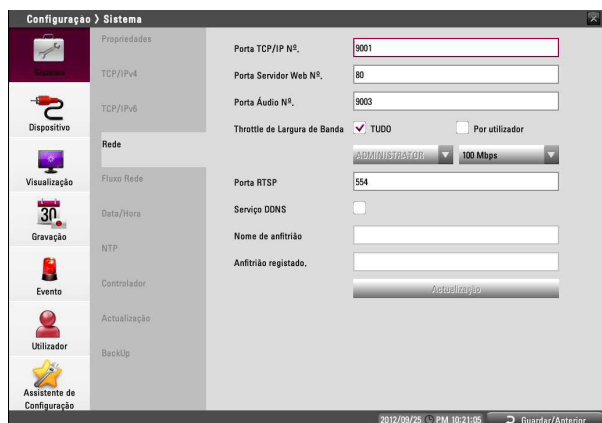 Configuração > Sistema
Sistema
Dispositivo
Visualização
30
Gravação
Evento
Utilizador
Assistente de
Configuração
Propriedades
TCP/IPv4
TCP/IPv6
Rede
Fluxo Rede
Data/Hora
NTP
Controlador
Actualização
BackUp
Porta TCP/IP Nº. 9001
Porta Servidor Web Nº. 80
Porta Áudio Nº. 9003
Throttle de Largura de Banda TUDO Por utilizador
ADMINISTRATOR 100 Mbps
Porta RTSP 554
Serviço DDNS
Nome de anfitrião
Anfitrião registado.
Actualização
2012/09/25 PM 10:21:05 Guardar/Anterior